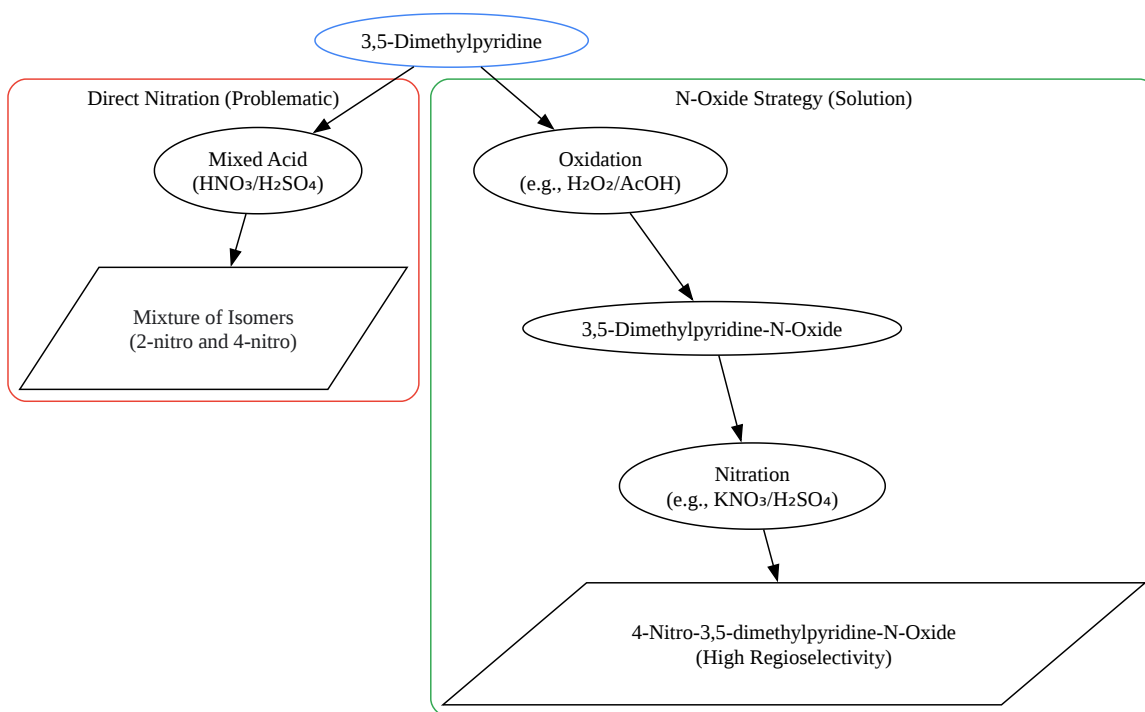 3,5-Dimethylpyridine
Direct Nitration (Problematic)
Mixed Acid
(HNO₃/H₂SO₄)
Mixture of Isomers
(2-nitro and 4-nitro)
N-Oxide Strategy (Solution)
Oxidation
(e.g., H₂O₂/AcOH)
3,5-Dimethylpyridine-N-Oxide
Nitration
(e.g., KNO₃/H₂SO₄)
4-Nitro-3,5-dimethylpyridine-N-Oxide
(High Regioselectivity)